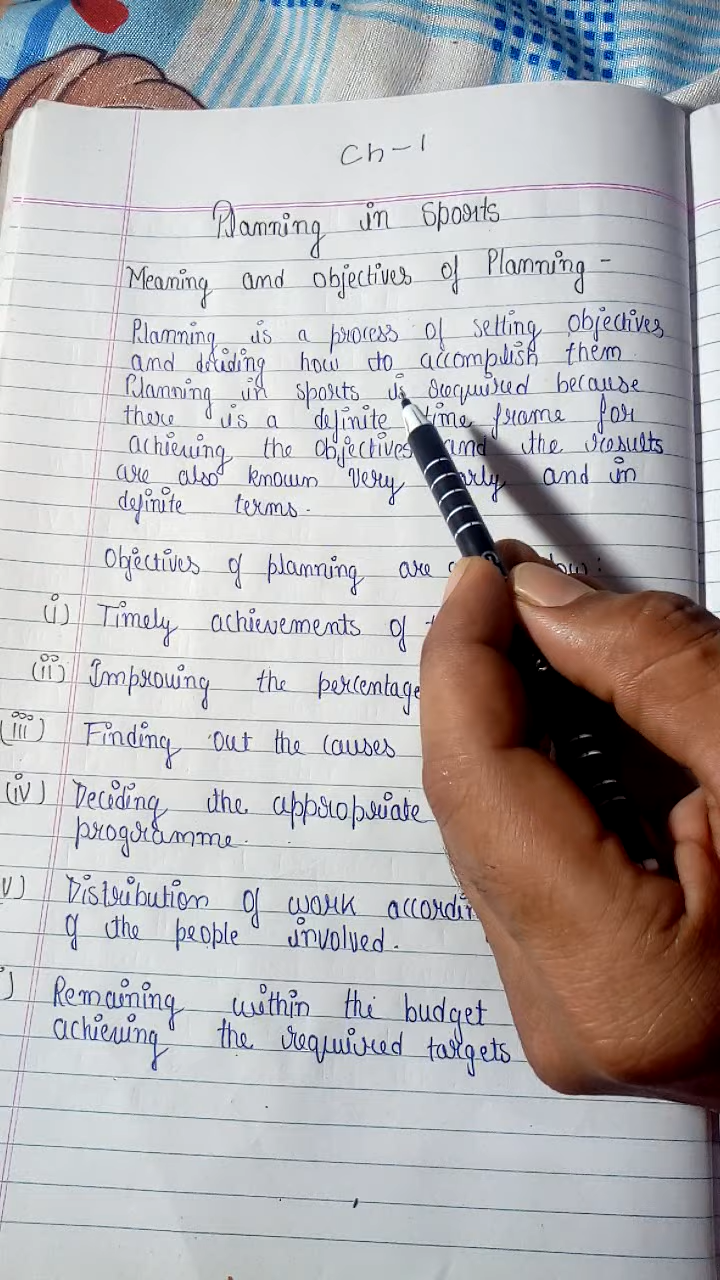 Ch-1
Planning in Sports
Meaning and objectives of Planning -
Planning is a process of setting objectives
and deciding how to accomplish them.
Planning in sports is required because
there is a definite time frame for
achieving the objectives and the results
are also known very and in
definite terms.
Objectives of planning are
(i) Timely achievements of
(ii) Improving the percentage
(iii) Finding out the causes
(iv) Deciding the appropriate
programme.
v) Distribution of work
of the people involved.
Remaining within the budget
achieving the required targets